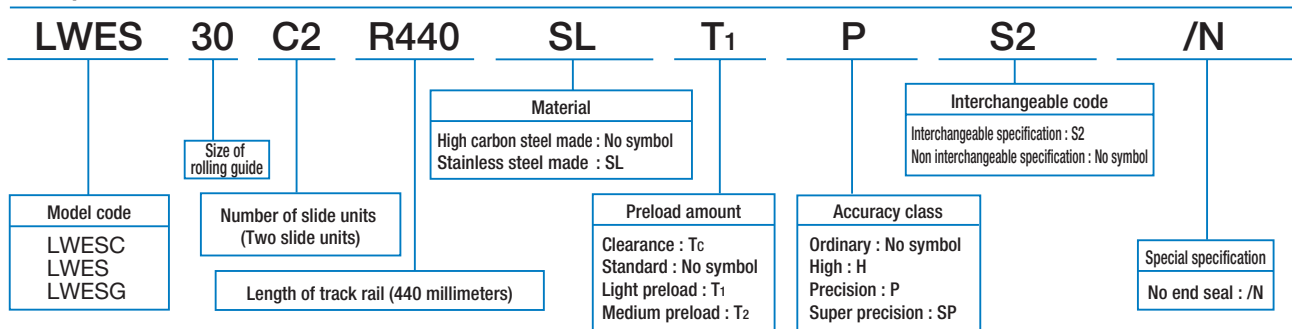 LWES 30 C2 R440 SL T1 P S2 /N
Material
High carbon steel made : No symbol
Stainless steel made : SL
Interchangeable code
Interchangeable specification : S2
Non interchangeable specification : No symbol
Size of
rolling guide
Model code
LWESC
LWES
LWESG
Number of slide units
(Two slide units)
Length of track rail (440 millimeters)
Preload amount
Clearance : Tc
Standard : No symbol
Light preload : T1
Medium preload : T2
Accuracy class
Ordinary : No symbol
High : H
Precision : P
Super precision : SP
Special specification
No end seal : /N